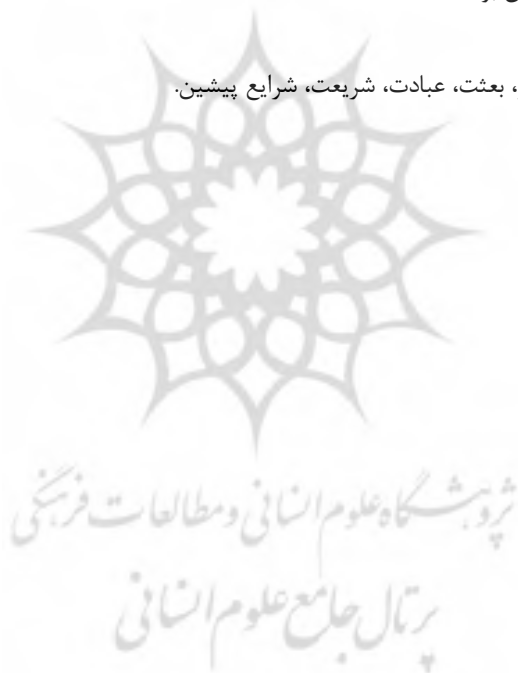 ، بعثت، عبادت، شریعت، شرایع پیشین.
پژوهشگاه علوم انسانی و مطالعات فرهنگی
پرتال جامع علوم انسانی